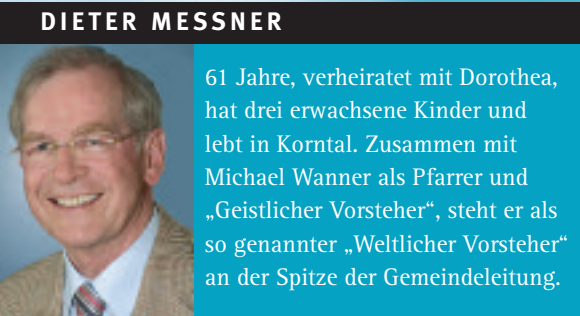 DIETER MESSNER
61 Jahre, verheiratet mit Dorothea,
hat drei erwachsene Kinder und
lebt in Korntal. Zusammen mit
Michael Wanner als Pfarrer und
„Geistlicher Vorsteher“, steht er als
so genannter „Weltlicher Vorsteher“
an der Spitze der Gemeindeleitung.